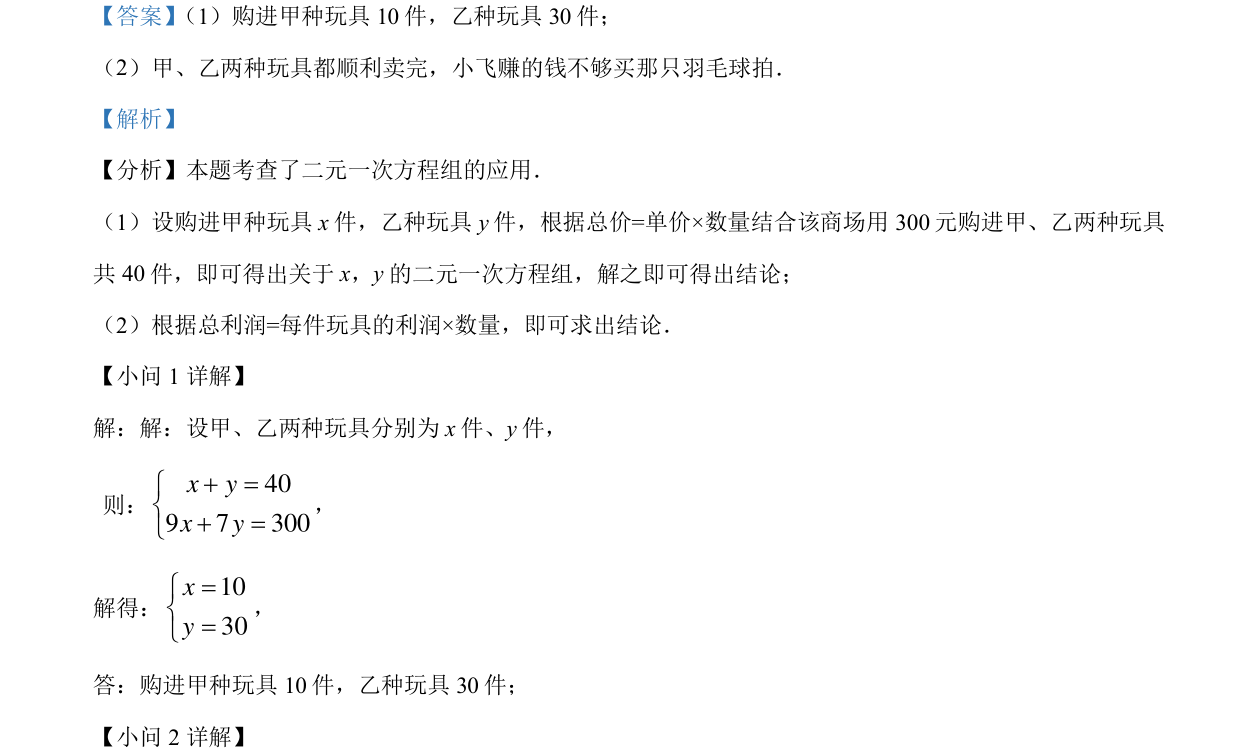 【答案】（1）购进甲种玩具 10 件，乙种玩具 30 件；
（2）甲、乙两种玩具都顺利卖完，小飞赚的钱不够买那只羽毛球拍．
【解析】
【分析】本题考查了二元一次方程组的应用．
（1）设购进甲种玩具 x 件，乙种玩具 y 件，根据总价=单价×数量结合该商场用 300 元购进甲、乙两种玩具
共 40 件，即可得出关于 x，y 的二元一次方程组，解之即可得出结论；
（2）根据总利润=每件玩具的利润×数量，即可求出结论．
【小问 1 详解】
解：解：设甲、乙两种玩具分别为 x 件、y 件，
x + y = 40
则：{
9x + 7y = 300，
x = 10
解得：{
y = 30，
答：购进甲种玩具 10 件，乙种玩具 30 件；
【小问 2 详解】